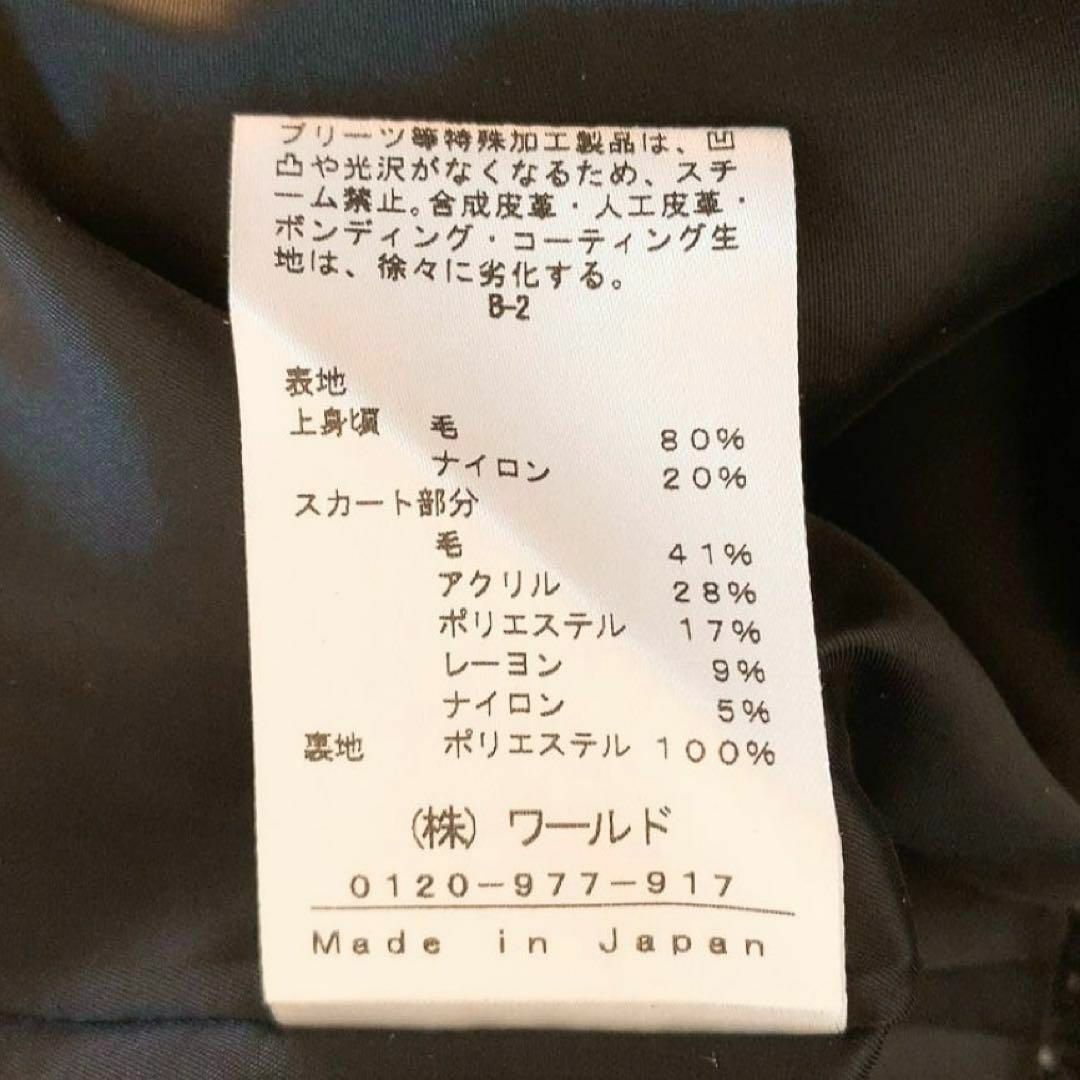 プリーツ等特殊加工製品は、凹
凸や光沢がなくなるため、スチ
ーム禁止。合成皮革・人工皮革・
ボンディング・コーティング生
地は、徐々に劣化する。
B-2
表地
上身頃 毛 80%
ナイロン 20%
スカート部分
毛 41%
アクリル 28%
ポリエステル 17%
レーヨン 9%
ナイロン 5%
裏地 ポリエステル 100%
(株) ワールド
0120-977-917
Made in Japan